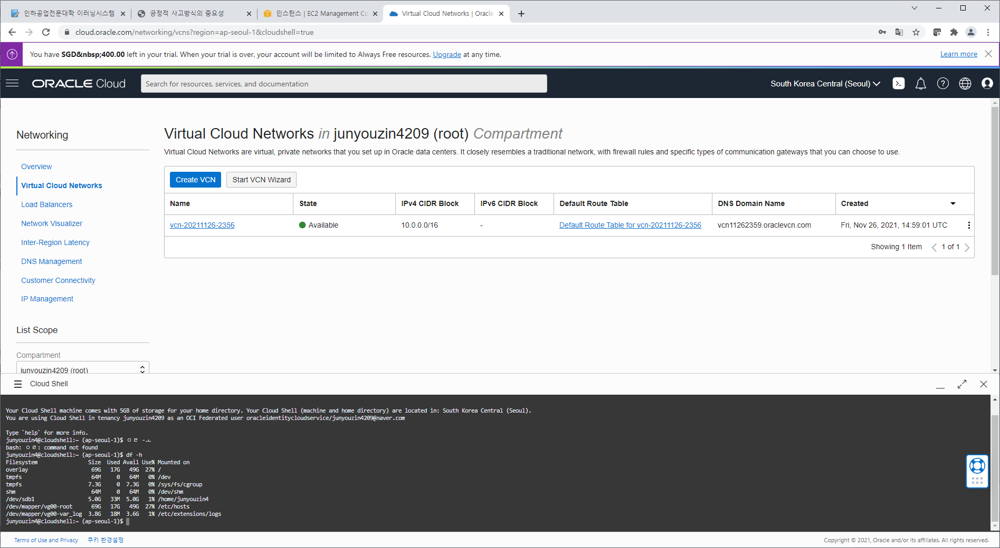 인하공업전문대학 이러닝시스템
긍정적 사고방식의 중요성
인스턴스 | EC2 Management Co
Virtual Cloud Networks | Oracle
cloud.oracle.com/networking/vcns?region=ap-seoul-1&cloudshell=true
You have SGD&nbsp;400.00 left in your trial. When your trial is over, your account will be limited to Always Free resources. Upgrade at any time.
Learn more
ORACLE Cloud
Search for resources, services, and documentation
South Korea Central (Seoul)
Networking
Overview
Virtual Cloud Networks
Load Balancers
Network Visualizer
Inter-Region Latency
DNS Management
Customer Connectivity
IP Management
List Scope
Compartment
junyouzin4209 (root)
Virtual Cloud Networks in junyouzin4209 (root) Compartment
Virtual Cloud Networks are virtual, private networks that you set up in Oracle data centers. It closely resembles a traditional network, with firewall rules and specific types of communication gateways that you can choose to use.
Create VCN
Start VCN Wizard
Name State IPv4 CIDR Block IPv6 CIDR Block Default Route Table DNS Domain Name Created
vcn-20211126-2356 Available 10.0.0.0/16 - Default Route Table for vcn-20211126-2356 vcn11262359.oraclevcn.com Fri, Nov 26, 2021, 14:59:01 UTC
Showing 1 Item 1 of 1
Cloud Shell
Your Cloud Shell machine comes with 5GB of storage for your home directory. Your Cloud Shell (machine and home directory) are located in: South Korea Central (Seoul).
You are using Cloud Shell in tenancy junyouzin4209 as an OCI Federated user oracleidentitycloudservice/junyouzin4209@naver.com
Type `help` for more info.
junyouzin4@cloudshell:~ (ap-seoul-1)$ ㅇㄹ -ㅗ
bash: ㅇㄹ: command not found
junyouzin4@cloudshell:~ (ap-seoul-1)$ df -h
Filesystem Size Used Avail Use% Mounted on
overlay 69G 17G 49G 27% /
tmpfs 64M 0 64M 0% /dev
tmpfs 7.3G 0 7.3G 0% /sys/fs/cgroup
shm 64M 0 64M 0% /dev/shm
/dev/sdb1 5.0G 33M 5.0G 1% /home/junyouzin4
/dev/mapper/vg00-root 69G 17G 49G 27% /etc/hosts
/dev/mapper/vg00-var_log 3.8G 18M 3.6G 1% /etc/extensions/logs
junyouzin4@cloudshell:~ (ap-seoul-1)$
Terms of Use and Privacy 쿠키 환경설정
Copyright © 2021, Oracle and/or its affiliates. All rights reserved.